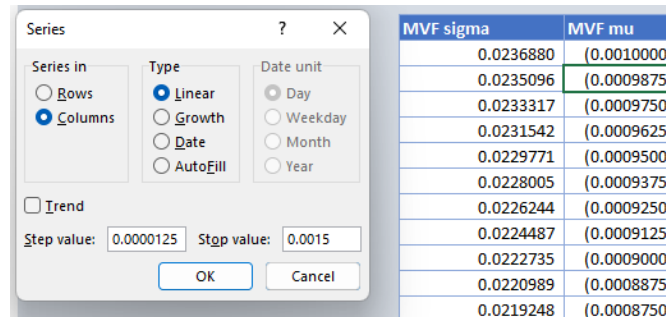 Series ? ×
Series in
Rows
Columns
Type
Linear
Growth
Date
AutoFill
Date unit
Day
Weekday
Month
Year
Trend
Step value: 0.0000125 Stop value: 0.0015
OK Cancel
MVF sigma MVF mu
0.0236880 (0.0010000
0.0235096 (0.0009875
0.0233317 (0.0009750
0.0231542 (0.0009625
0.0229771 (0.0009500
0.0228005 (0.0009375
0.0226244 (0.0009250
0.0224487 (0.0009125
0.0222735 (0.0009000
0.0220989 (0.0008875
0.0219248 (0.0008750